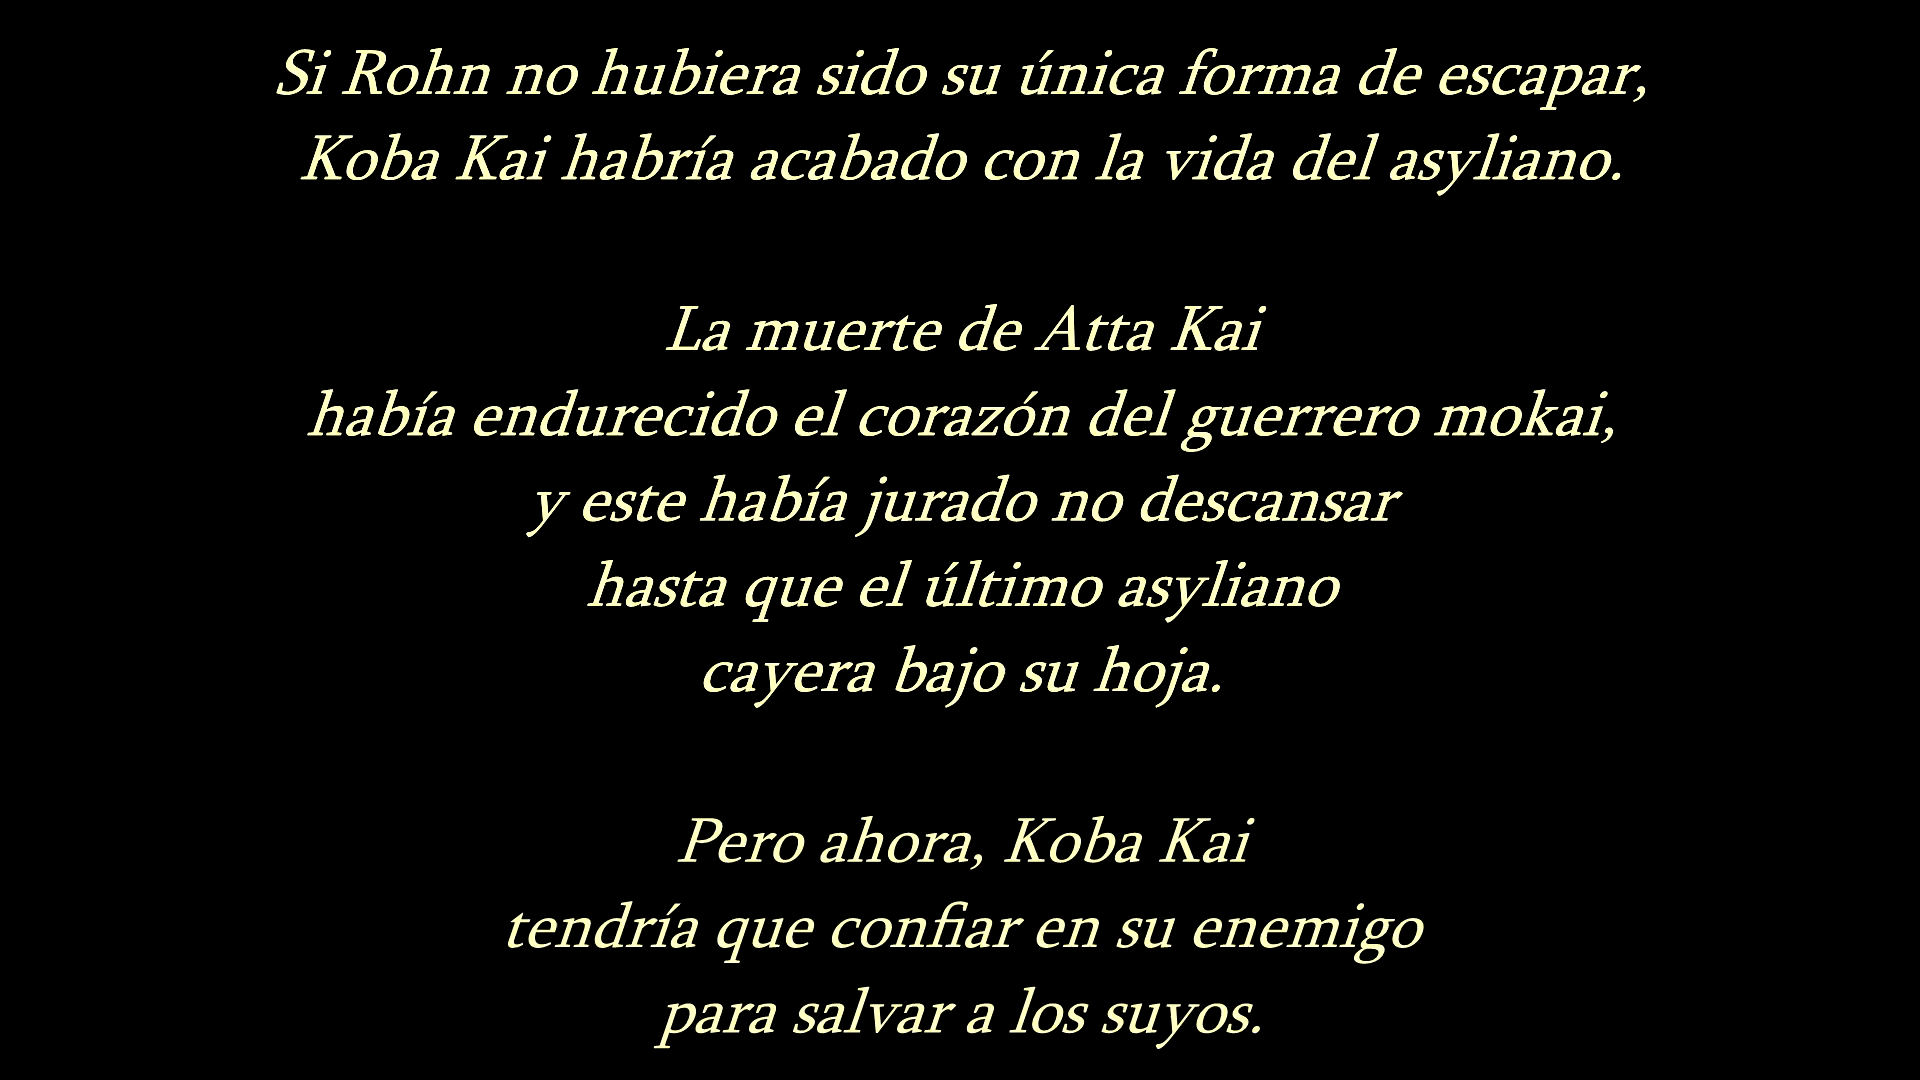 Si Rohn no hubiera sido su única forma de escapar,
Koba Kai habría acabado con la vida del asyliano.
La muerte de Atta Kai
había endurecido el corazón del guerrero mokai,
y este había jurado no descansar
hasta que el último asyliano
cayera bajo su hoja.
Pero ahora, Koba Kai
tendría que confiar en su enemigo
para salvar a los suyos.